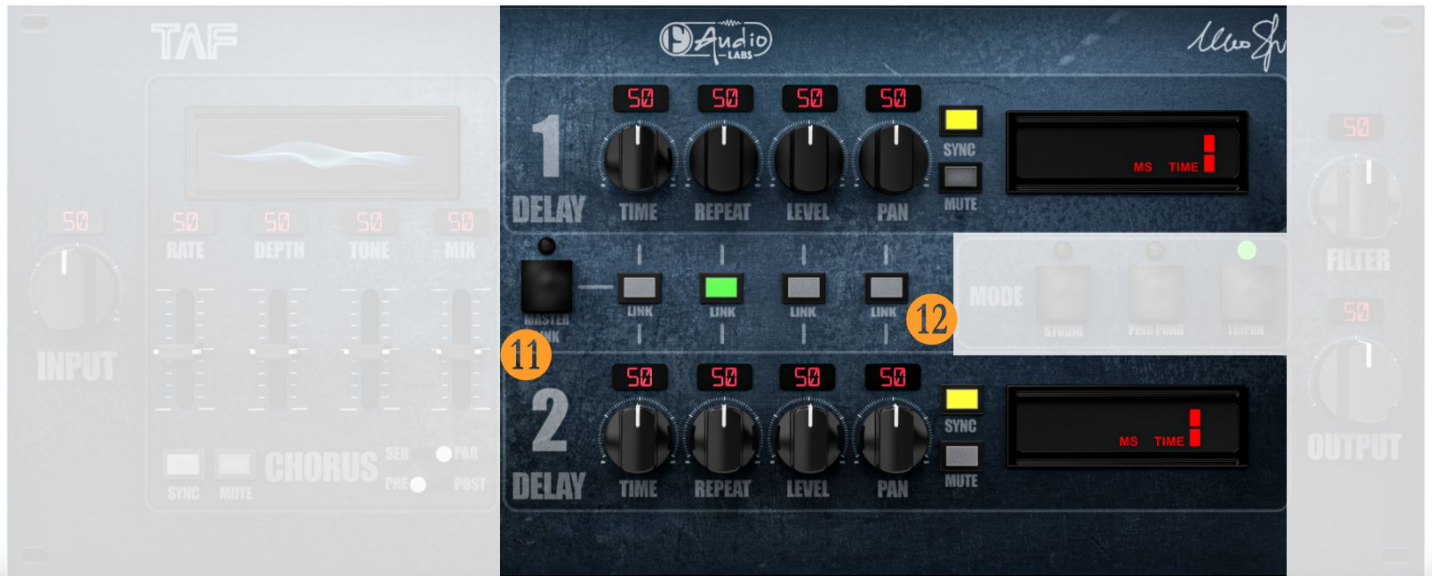 TAF
Audio
LABS
50 50 50 50
1
SYNC
50
MS TIME
MUTE
DELAY TIME REPEAT LEVEL PAN
50 50 50 50 50
RATE DEPTH TONE MIX
FILTER
MODE
LINK LINK LINK LINK
12
MASTER
STUDIO PING PONG TRIPAN
50
11
INPUT
50 50 50 50
2
SYNC
MS TIME
OUTPUT
SER PAR
CHORUS
PRE POST
SYNC MUTE
MUTE
DELAY TIME REPEAT LEVEL PAN